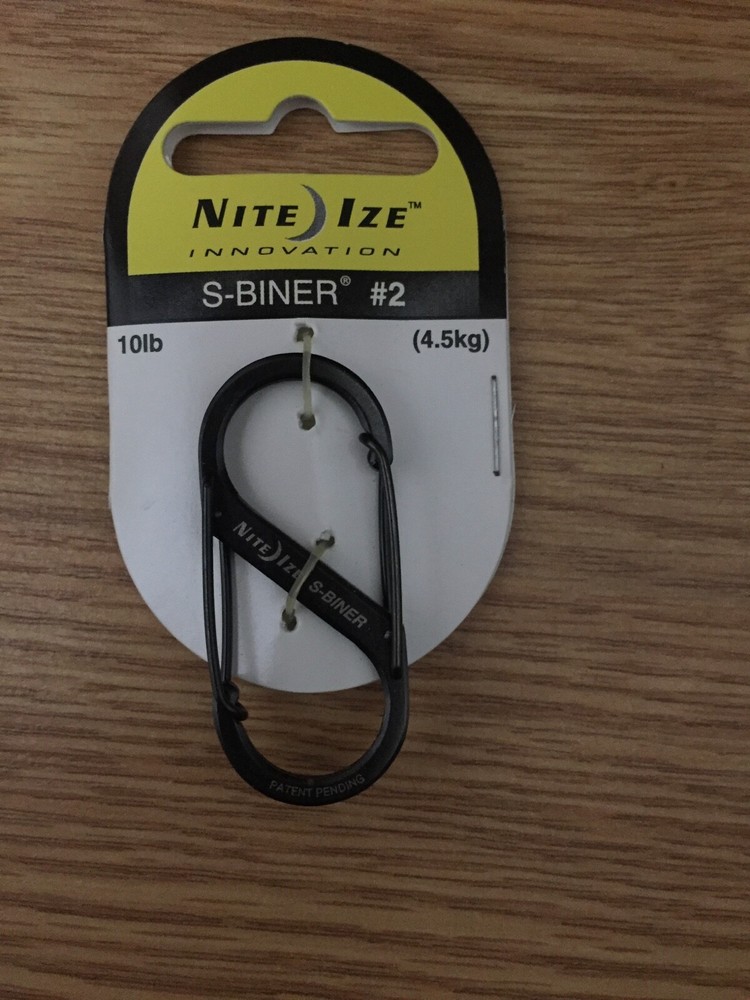 NITE IZE™
INNOVATION
S-BINER® #2
10lb (4.5kg)
NITE IZE S-BINER
PATENT PENDING